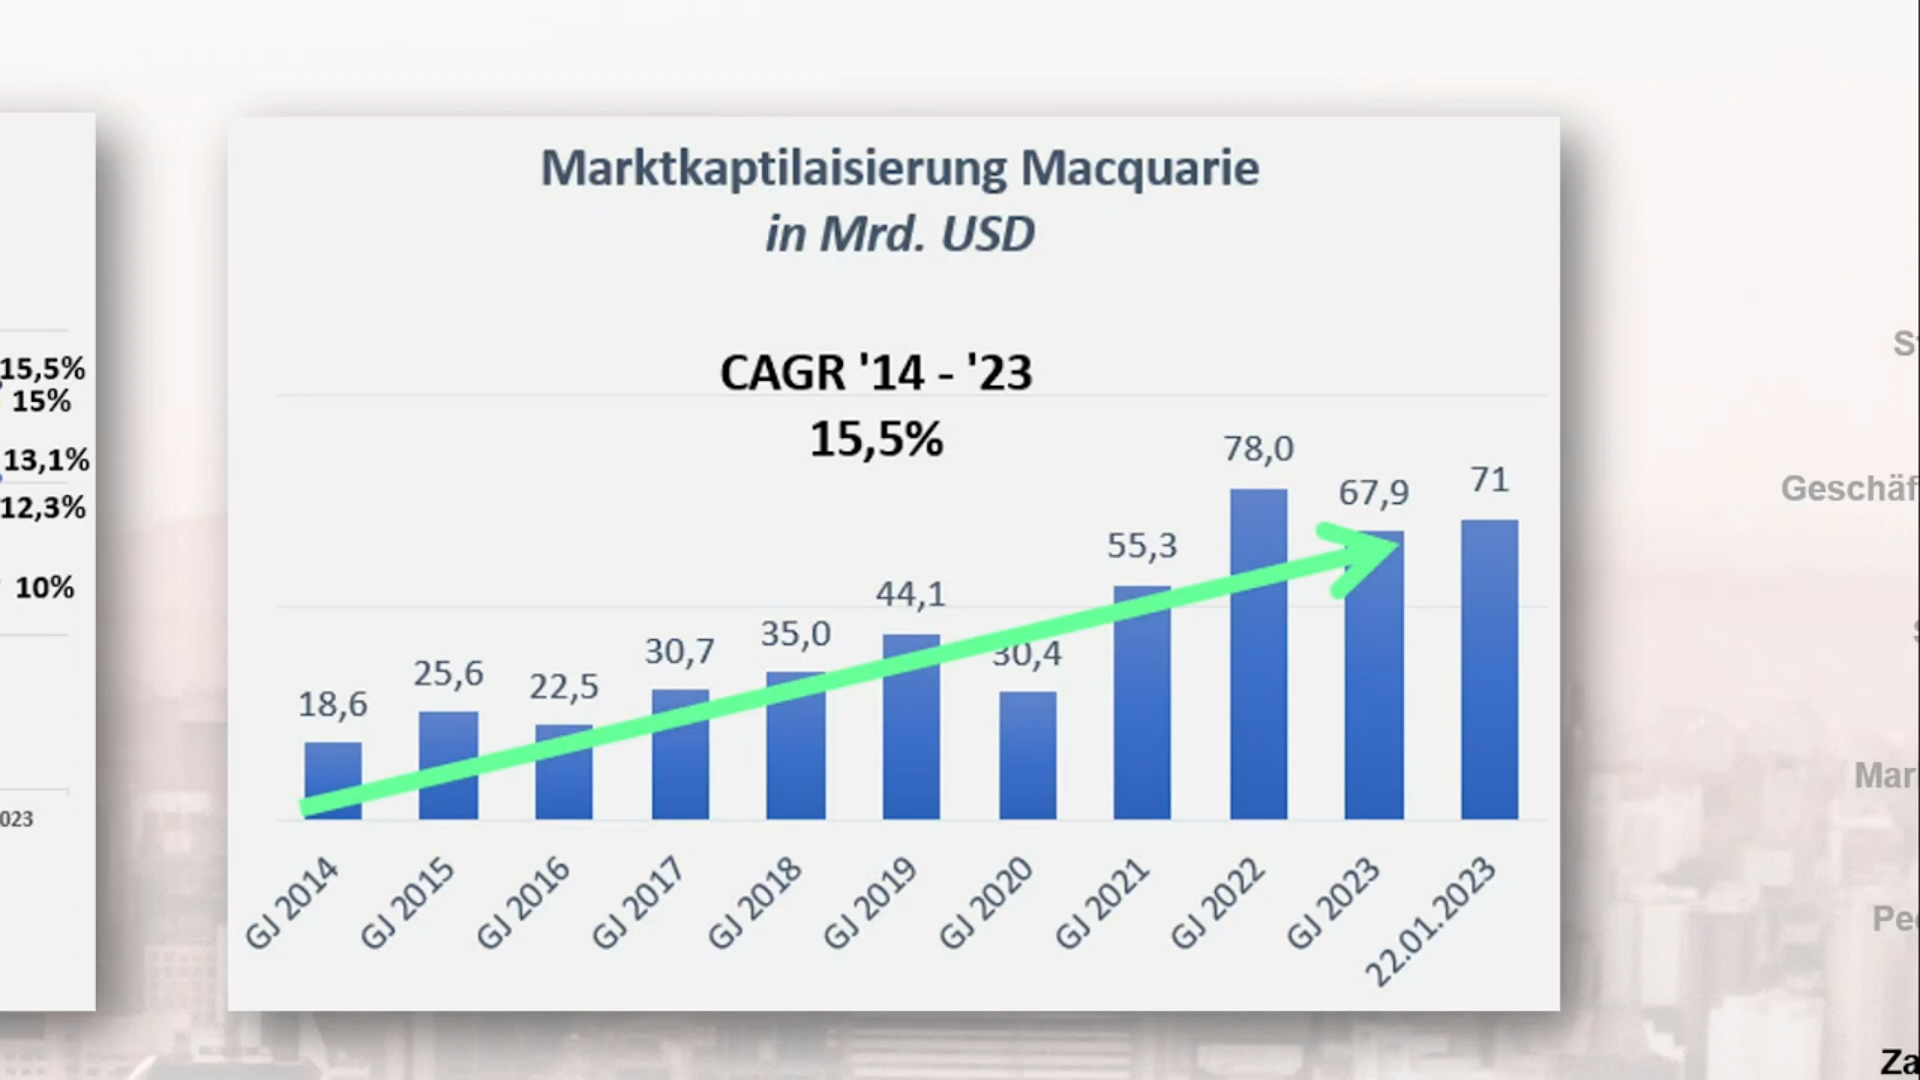 15,5%
15%
13,1%
12,3%
10%
023
Marktkaptilaisierung Macquarie
in Mrd. USD
CAGR '14 - '23
15,5%
18,6
25,6
22,5
30,7
35,0
44,1
30,4
55,3
78,0
67,9
71
GJ 2014
GJ 2015
GJ 2016
GJ 2017
GJ 2018
GJ 2019
GJ 2020
GJ 2021
GJ 2022
GJ 2023
22.01.2023
Geschäf
Mar
Pe
Za